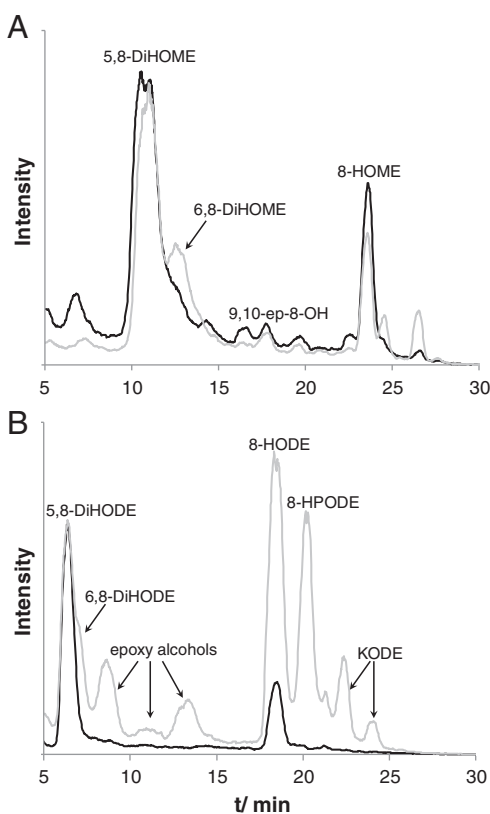 A
5,8-DiHOME
8-HOME
6,8-DiHOME
9,10-ep-8-OH
Intensity
5 10 15 20 25 30
B
8-HODE
8-HPODE
5,8-DiHODE
6,8-DiHODE
epoxy alcohols
KODE
Intensity
5 10 15 20 25 30
t/ min